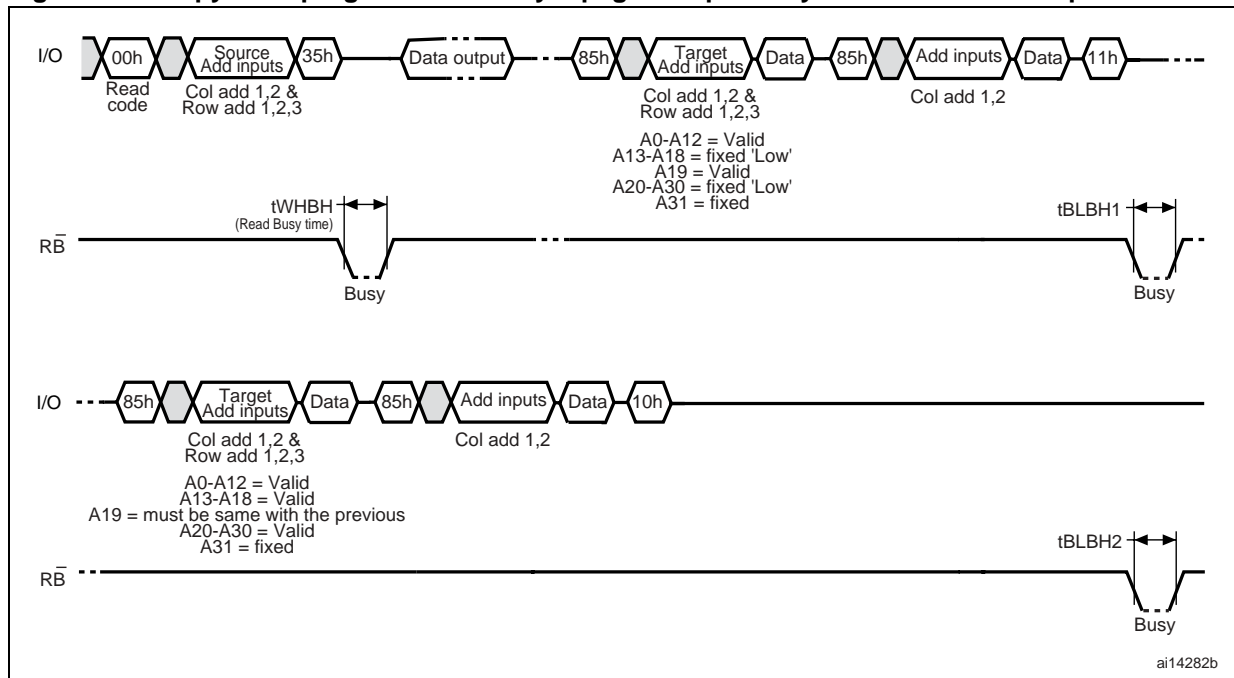 I/O 00h Source Add inputs 35h Data output 85h Target Add inputs Data 85h Add inputs Data 11h
Read code
Col add 1,2 &
Row add 1,2,3
Col add 1,2 &
Row add 1,2,3
A0-A12 = Valid
A13-A18 = fixed 'Low'
A19 = Valid
A20-A30 = fixed 'Low'
A31 = fixed
Col add 1,2
tWHBH
(Read Busy time)
tBLBH1
RB̅
Busy
Busy
I/O 85h Target Add inputs Data 85h Add inputs Data 10h
Col add 1,2 &
Row add 1,2,3
A0-A12 = Valid
A13-A18 = Valid
A19 = must be same with the previous
A20-A30 = Valid
A31 = fixed
Col add 1,2
tBLBH2
RB̅
Busy
ai14282b